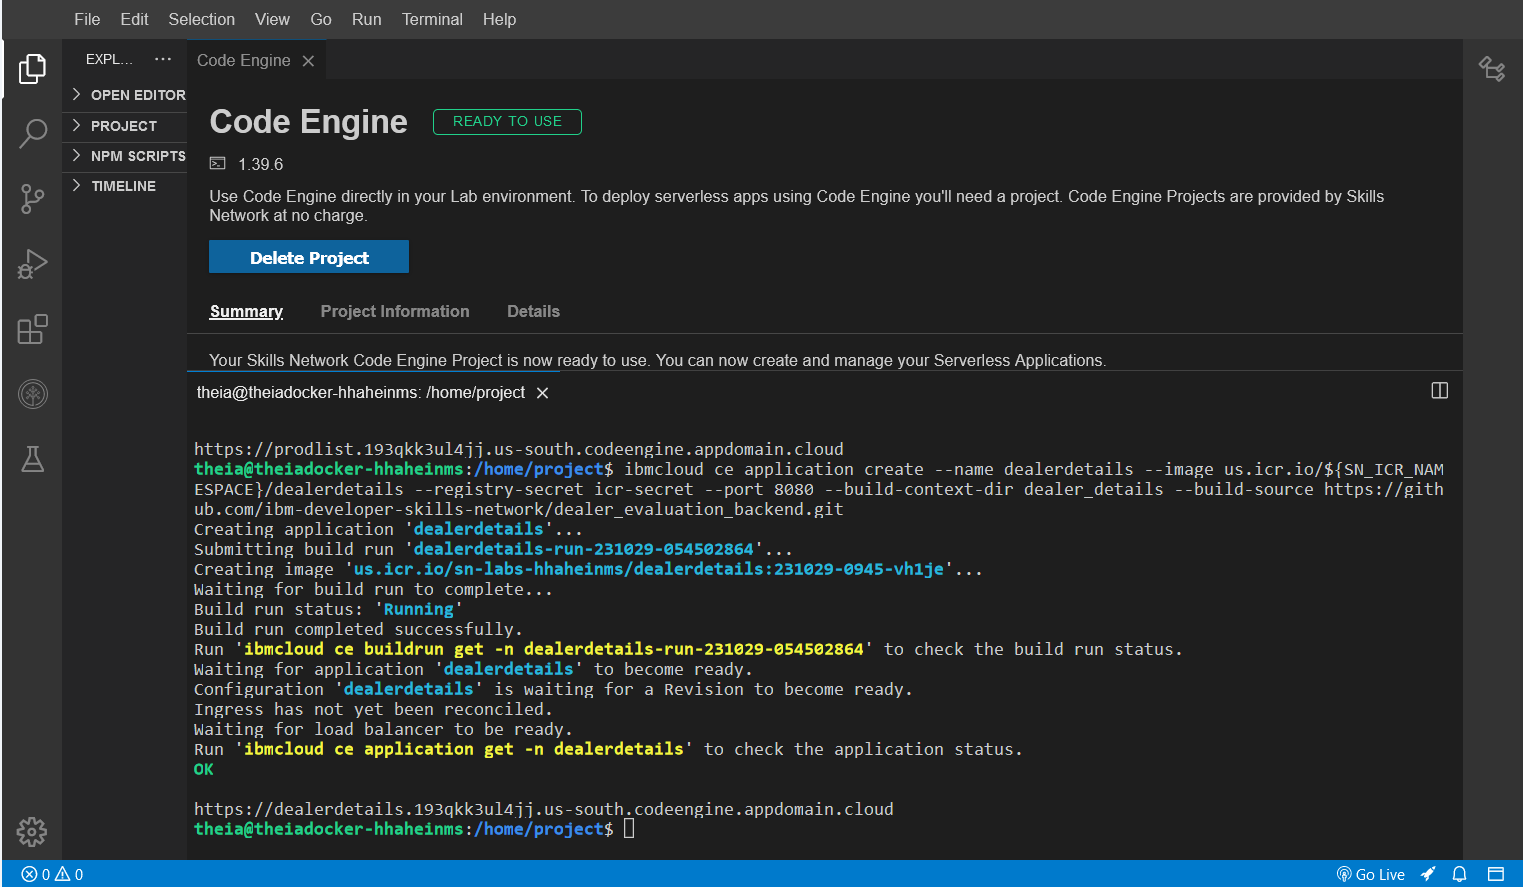 File Edit Selection View Go Run Terminal Help
EXPL... ···
Code Engine
OPEN EDITOR
PROJECT
NPM SCRIPTS
TIMELINE
Code Engine READY TO USE
1.39.6
Use Code Engine directly in your Lab environment. To deploy serverless apps using Code Engine you'll need a project. Code Engine Projects are provided by Skills
Network at no charge.
Delete Project
Summary Project Information Details
Your Skills Network Code Engine Project is now ready to use. You can now create and manage your Serverless Applications.
theia@theiadocker-hhaheinms: /home/project
https://prodlist.193qkk3ul4jj.us-south.codeengine.appdomain.cloud
theia@theiadocker-hhaheinms:/home/project$ ibmcloud ce application create --name dealerdetails --image us.icr.io/${SN_ICR_NAM
ESPACE}/dealerdetails --registry-secret icr-secret --port 8080 --build-context-dir dealer_details --build-source https://gith
ub.com/ibm-developer-skills-network/dealer_evaluation_backend.git
Creating application 'dealerdetails'...
Submitting build run 'dealerdetails-run-231029-054502864'...
Creating image 'us.icr.io/sn-labs-hhaheinms/dealerdetails:231029-0945-vh1je'...
Waiting for build run to complete...
Build run status: 'Running'
Build run completed successfully.
Run 'ibmcloud ce buildrun get -n dealerdetails-run-231029-054502864' to check the build run status.
Waiting for application 'dealerdetails' to become ready.
Configuration 'dealerdetails' is waiting for a Revision to become ready.
Ingress has not yet been reconciled.
Waiting for load balancer to be ready.
Run 'ibmcloud ce application get -n dealerdetails' to check the application status.
OK
https://dealerdetails.193qkk3ul4jj.us-south.codeengine.appdomain.cloud
theia@theiadocker-hhaheinms:/home/project$
0 0 Go Live